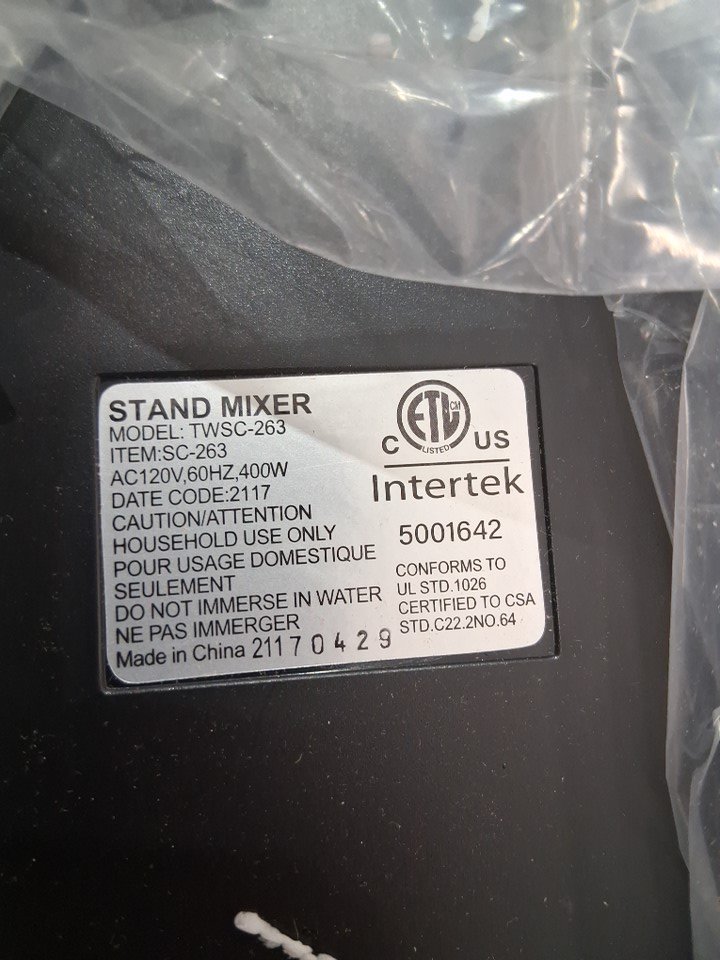 STAND MIXER
MODEL: TWSC-263
ITEM:SC-263
AC120V,60HZ,400W
DATE CODE:2117
CAUTION/ATTENTION
HOUSEHOLD USE ONLY
POUR USAGE DOMESTIQUE
SEULEMENT
DO NOT IMMERSE IN WATER
NE PAS IMMERGER
Made in China 21170429
ETL CM
LISTED
C US
Intertek
5001642
CONFORMS TO
UL STD.1026
CERTIFIED TO CSA
STD.C22.2NO.64